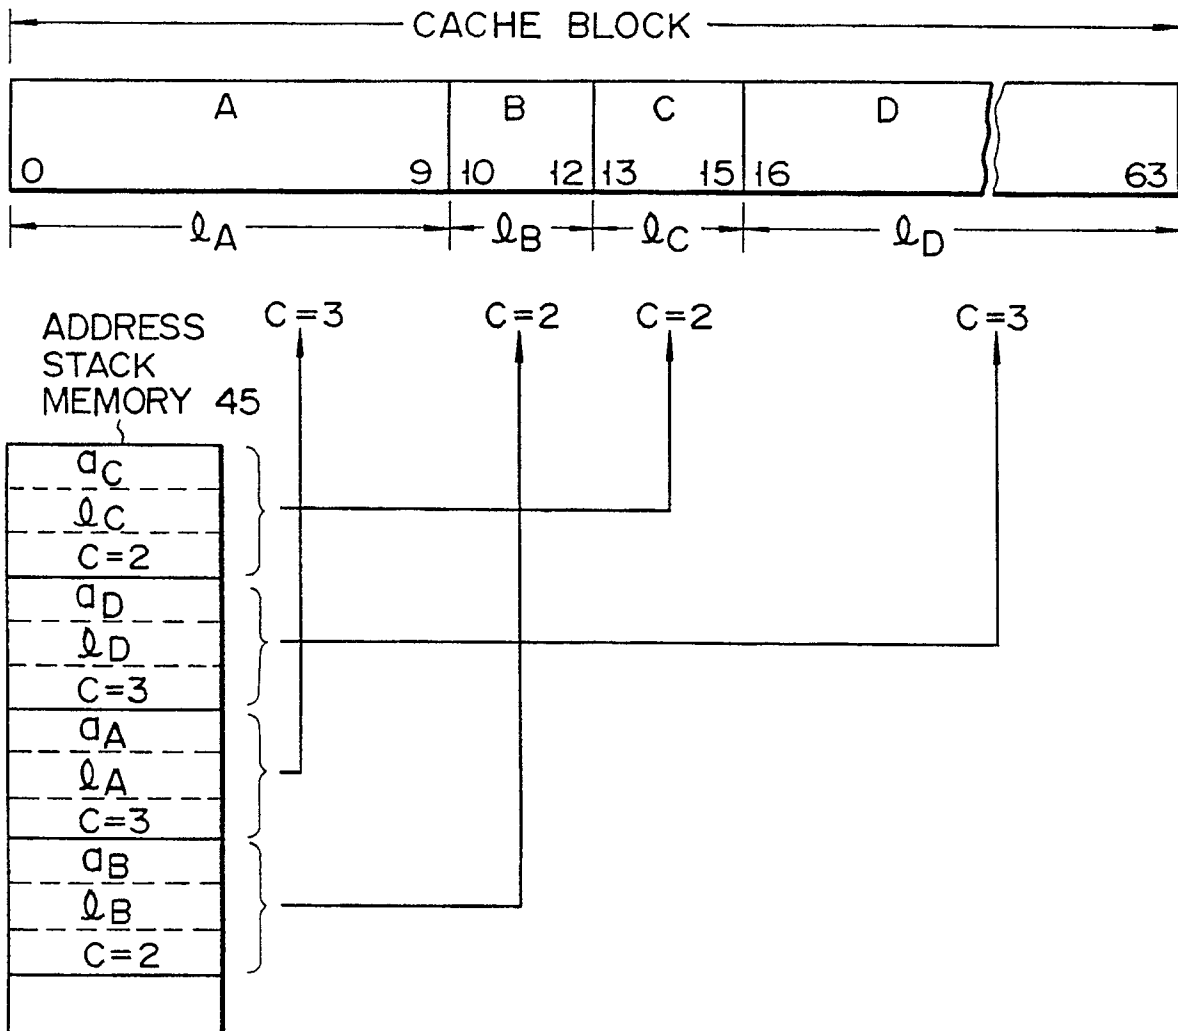 CACHE BLOCK
A B C D
0 9 10 12 13 15 16 63
ℓA ℓB ℓC ℓD
C=3 C=2 C=2 C=3
ADDRESS
STACK
MEMORY 45
aC
ℓC
C=2
aD
ℓD
C=3
aA
ℓA
C=3
aB
ℓB
C=2